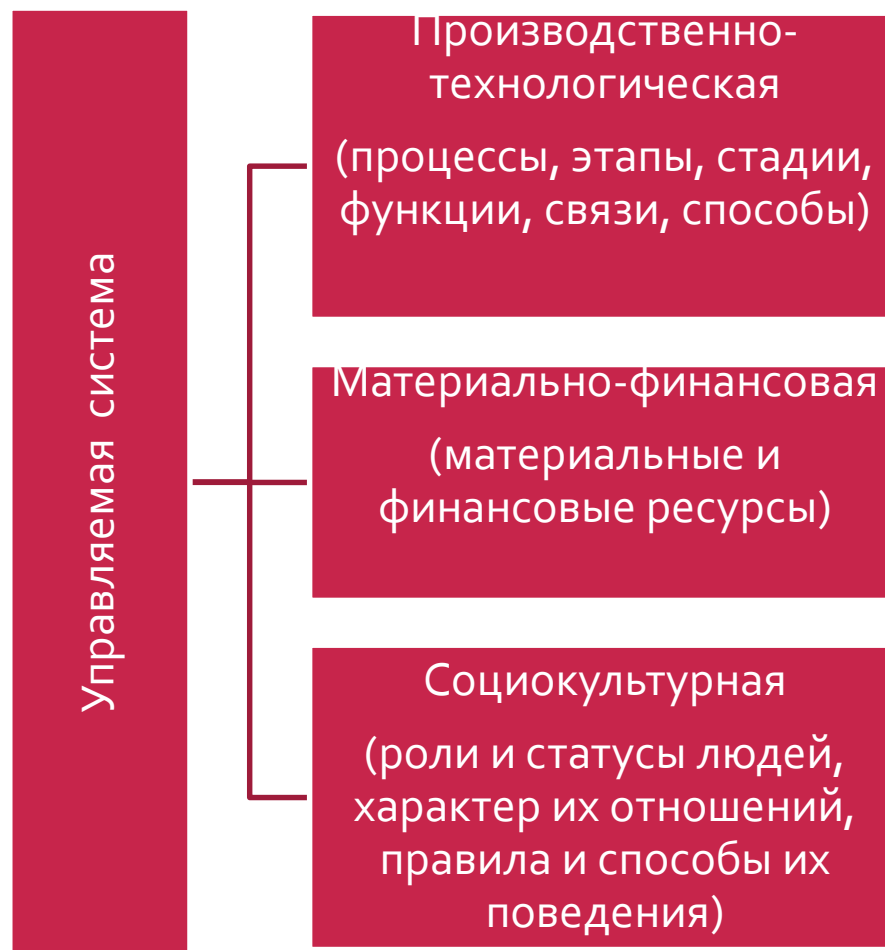 Управляемая система
Производственно-
технологическая
(процессы, этапы, стадии,
функции, связи, способы)
Материально-финансовая
(материальные и
финансовые ресурсы)
Социокультурная
(роли и статусы людей,
характер их отношений,
правила и способы их
поведения)